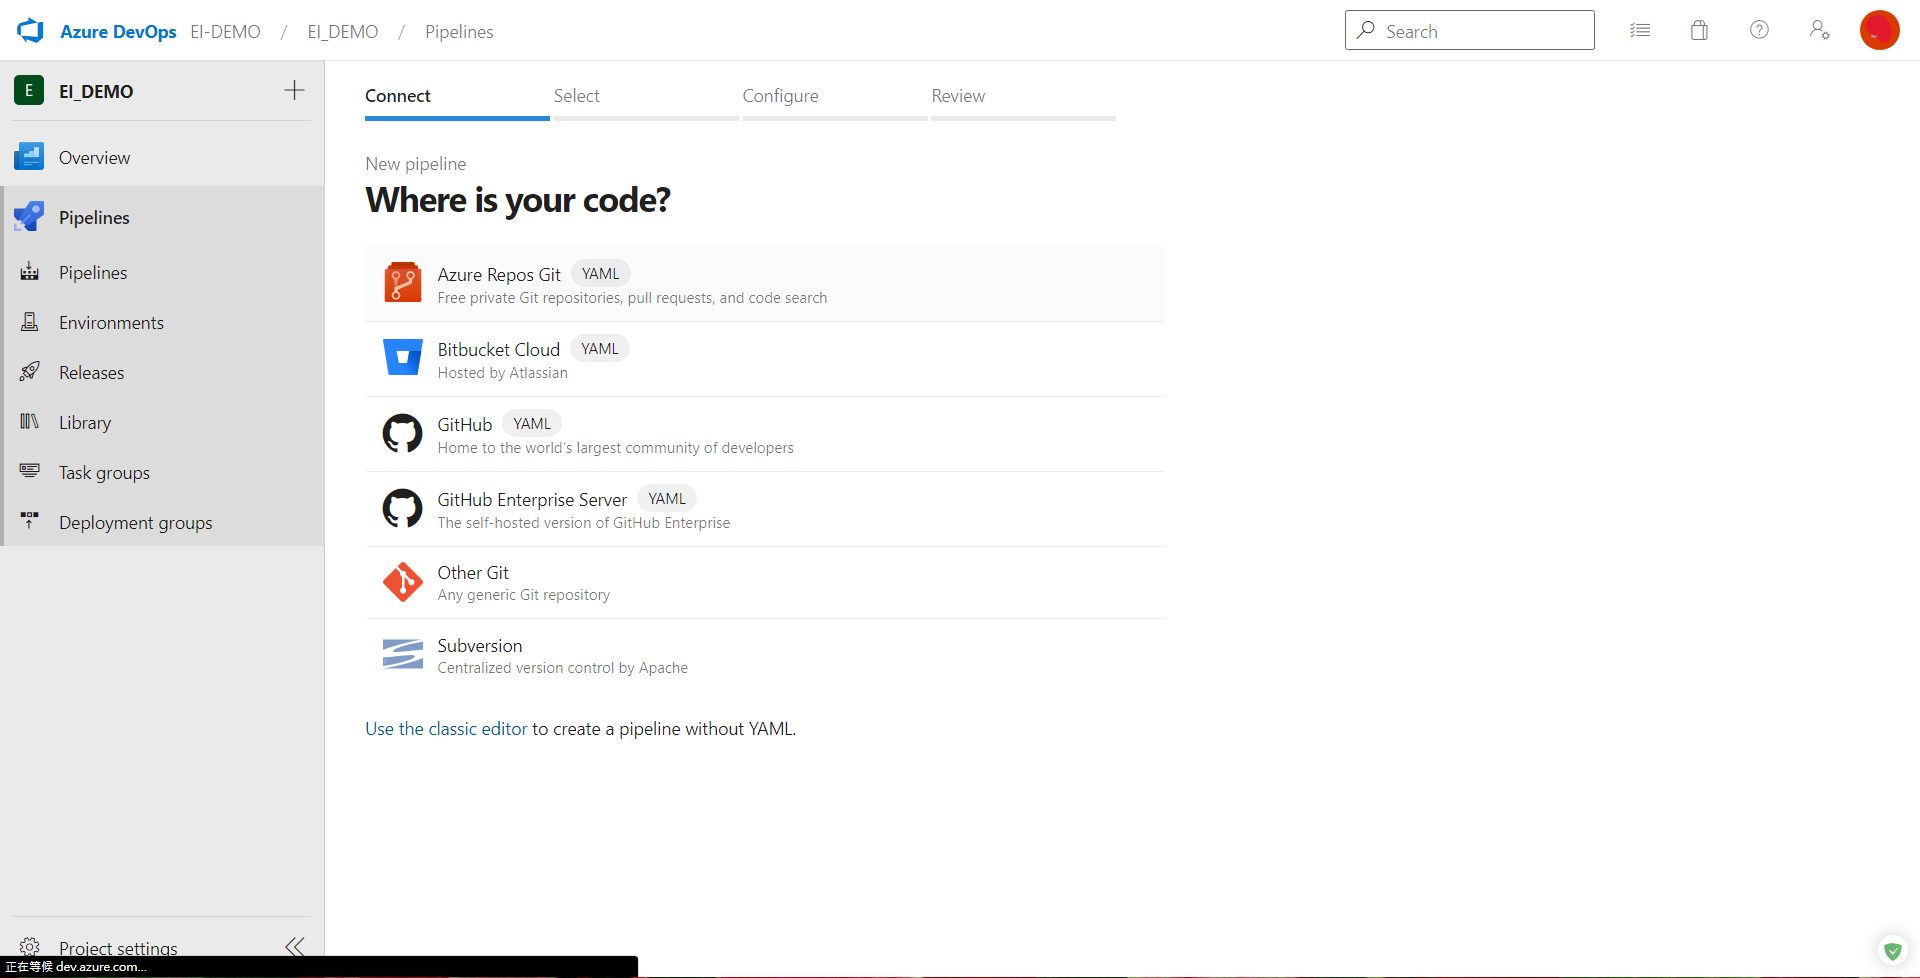 Azure DevOps EI-DEMO / EI_DEMO / Pipelines Search
E EI_DEMO
Overview
Pipelines
Pipelines
Environments
Releases
Library
Task groups
Deployment groups
Project settings
正在等候 dev.azure.com...
Connect Select Configure Review
New pipeline
Where is your code?
Azure Repos Git YAML
Free private Git repositories, pull requests, and code search
Bitbucket Cloud YAML
Hosted by Atlassian
GitHub YAML
Home to the world's largest community of developers
GitHub Enterprise Server YAML
The self-hosted version of GitHub Enterprise
Other Git
Any generic Git repository
Subversion
Centralized version control by Apache
Use the classic editor to create a pipeline without YAML.